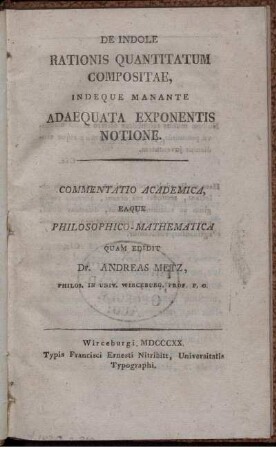 DE INDOLE
RATIONIS QUANTITATUM
COMPOSITAE,
INDEQUE MANANTE
ADAEQUATA EXPONENTIS
NOTIONE.
COMMENTATIO ACADEMICA,
EAQUE
PHILOSOPHICO-MATHEMATICA
QUAM EDIDIT
Dr. ANDREAS METZ,
PHILOS. IN UNIV. WIRCEBURG. PROF. P. O.
Wirceburgi, MDCCCXX.
Typis Francisci Ernesti Nitribitt, Universitatis
Typographi.